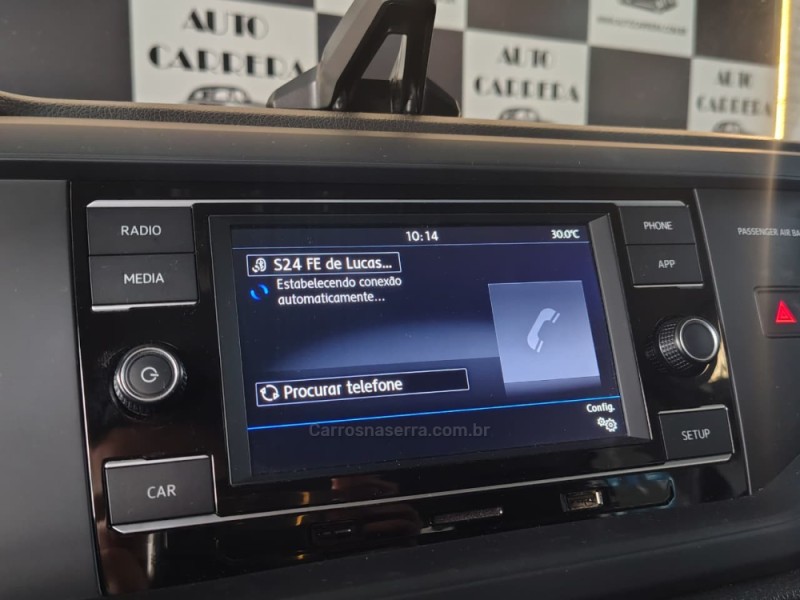 AUTO
CARRERA
AUTO
CARRERA
AUTO
CARRERA
RADIO
MEDIA
CAR
10:14
30.0°C
S24 FE de Lucas...
Estabelecendo conexão
automaticamente...
Procurar telefone
Config.
Carrosnaserra.com.br
PHONE
APP
SETUP
PASSENGER AIR BA